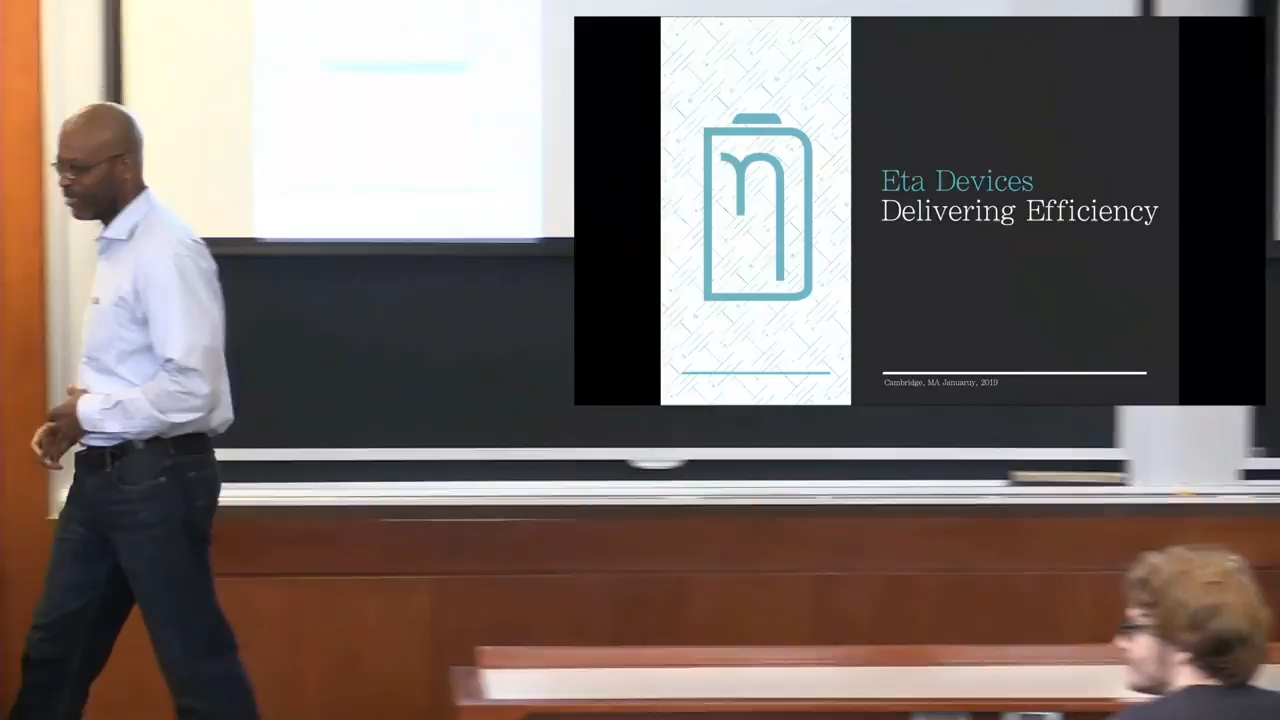 η
Eta Devices
Delivering Efficiency
Cambridge, MA Januaruy, 2019